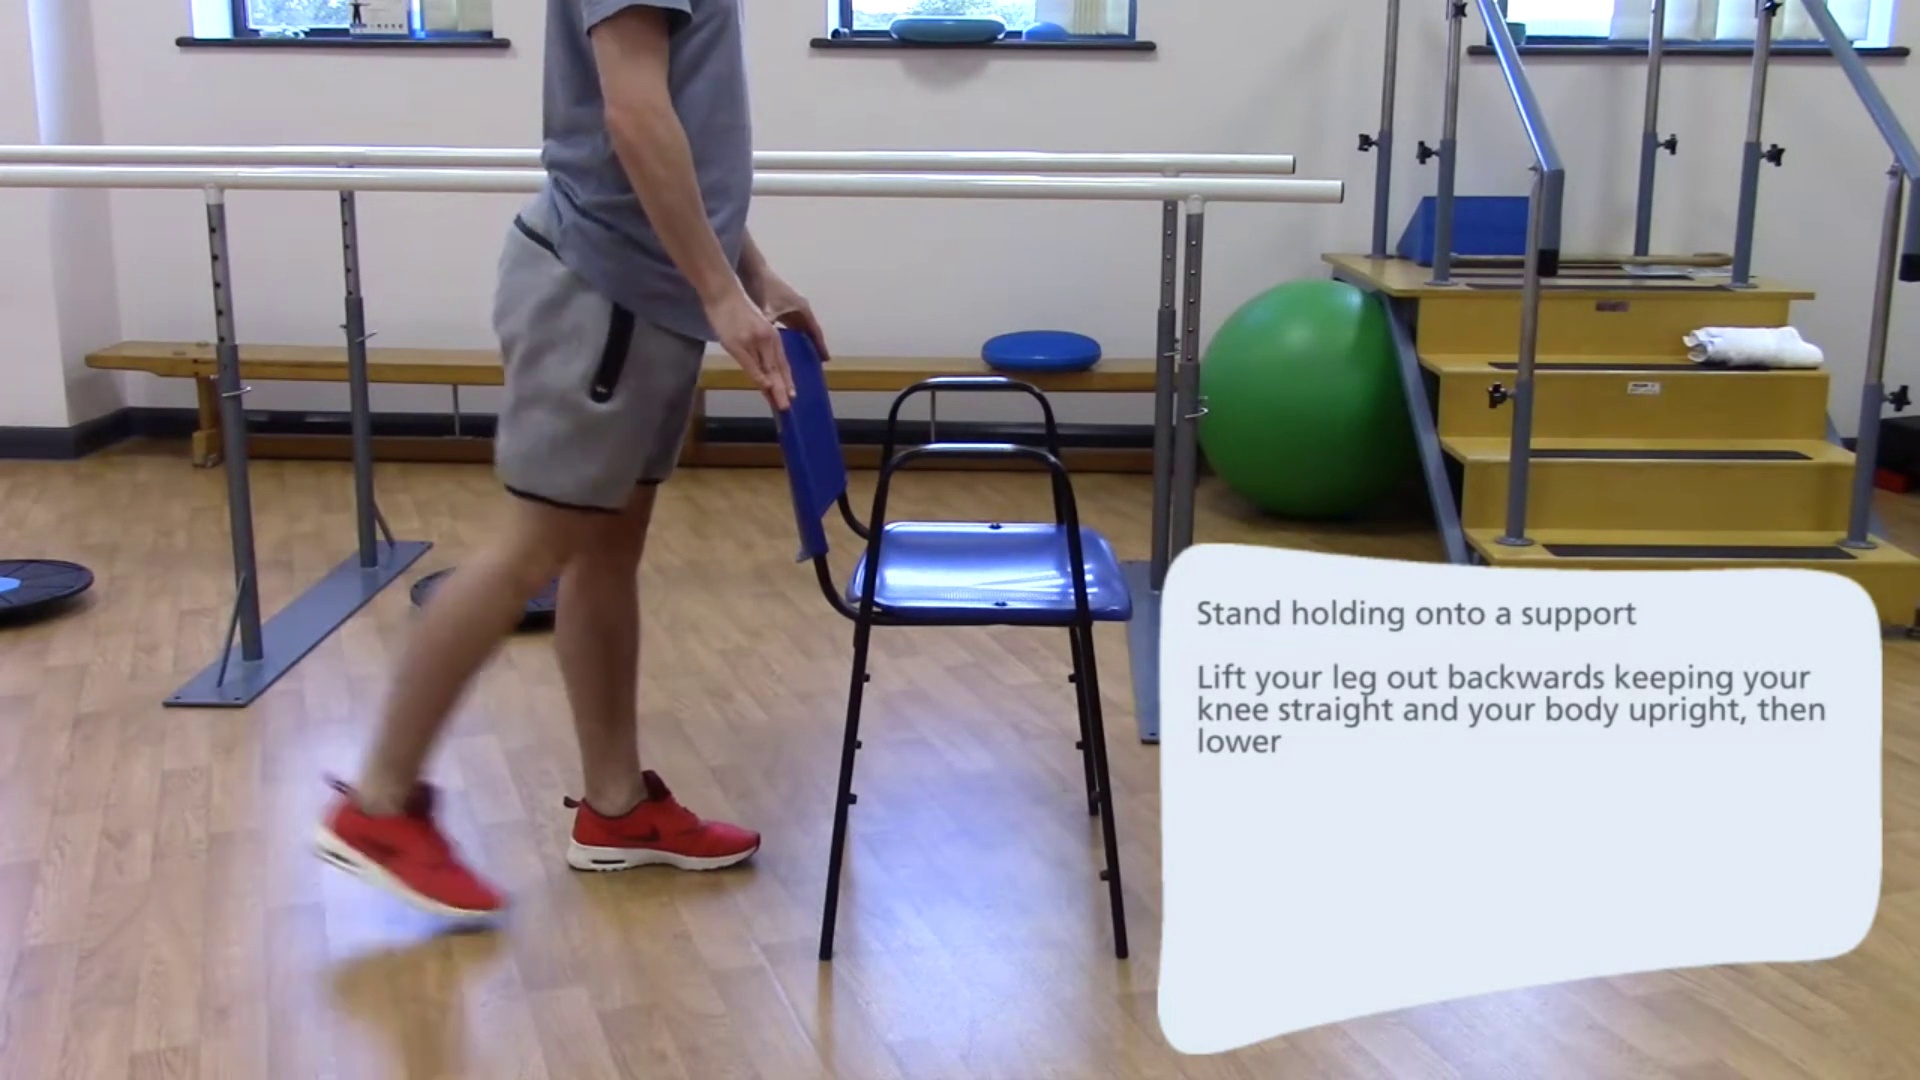 Stand holding onto a support
Lift your leg out backwards keeping your
knee straight and your body upright, then
lower